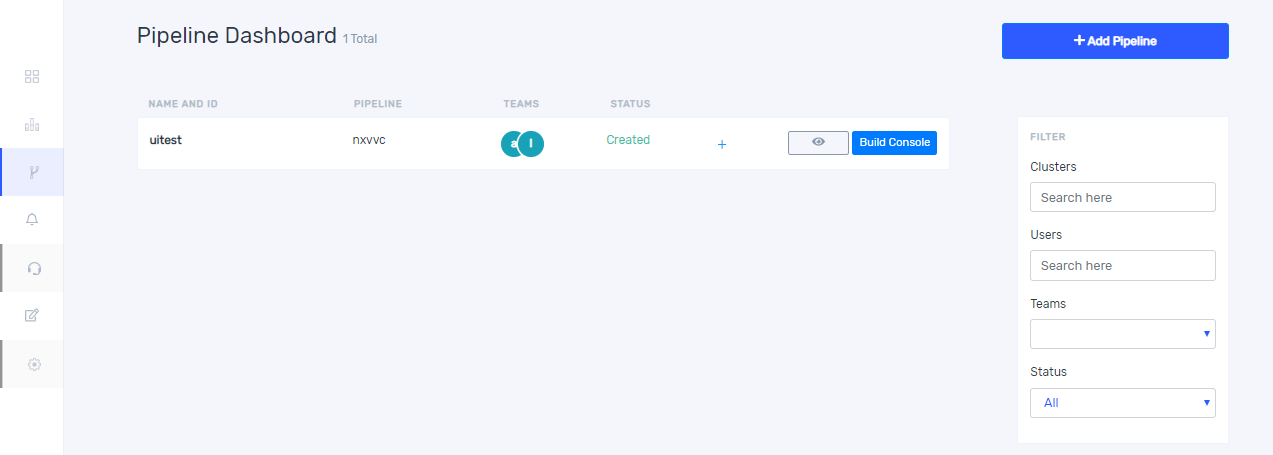 Pipeline Dashboard 1 Total
+ Add Pipeline
NAME AND ID PIPELINE TEAMS STATUS
uitest nxvvc a l Created + Build Console
FILTER
Clusters
Search here
Users
Search here
Teams
Status
All